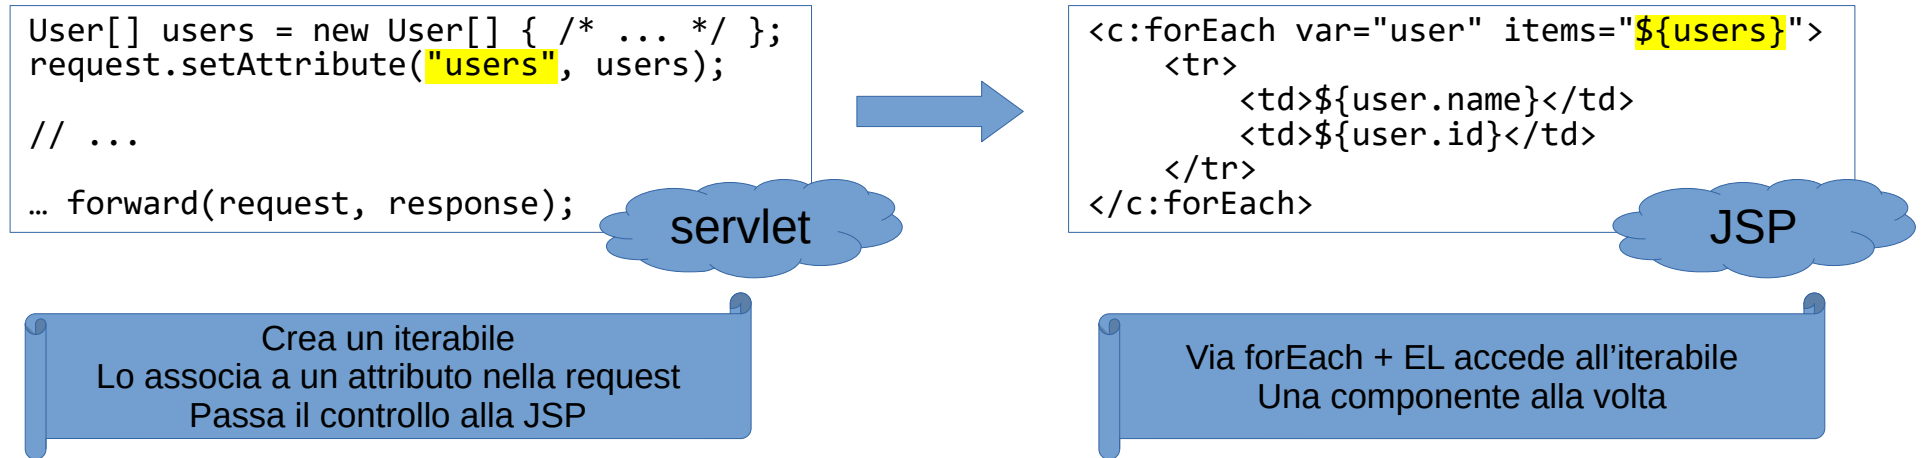 User[] users = new User[] { /* ... */ };
request.setAttribute("users", users);
// ...
… forward(request, response);
servlet
<c:forEach var="user" items="${users}">
    <tr>
        <td>${user.name}</td>
        <td>${user.id}</td>
    </tr>
</c:forEach>
JSP
Crea un iterabile
Lo associa a un attributo nella request
Passa il controllo alla JSP
Via forEach + EL accede all’iterabile
Una componente alla volta